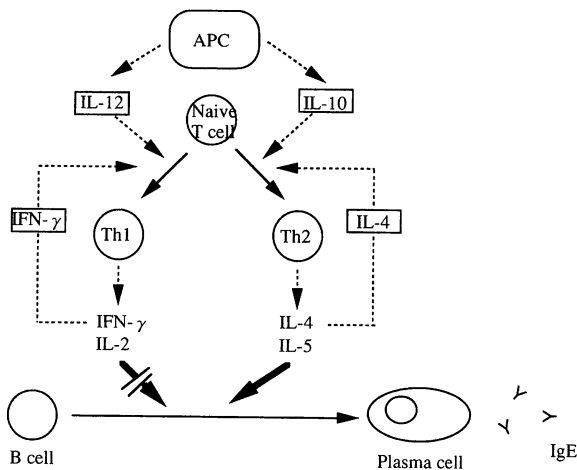 APC
IL-12
IL-10
Naive
T cell
IFN-γ
Th1
Th2
IL-4
IFN-γ
IL-2
IL-4
IL-5
B cell
Plasma cell
IgE